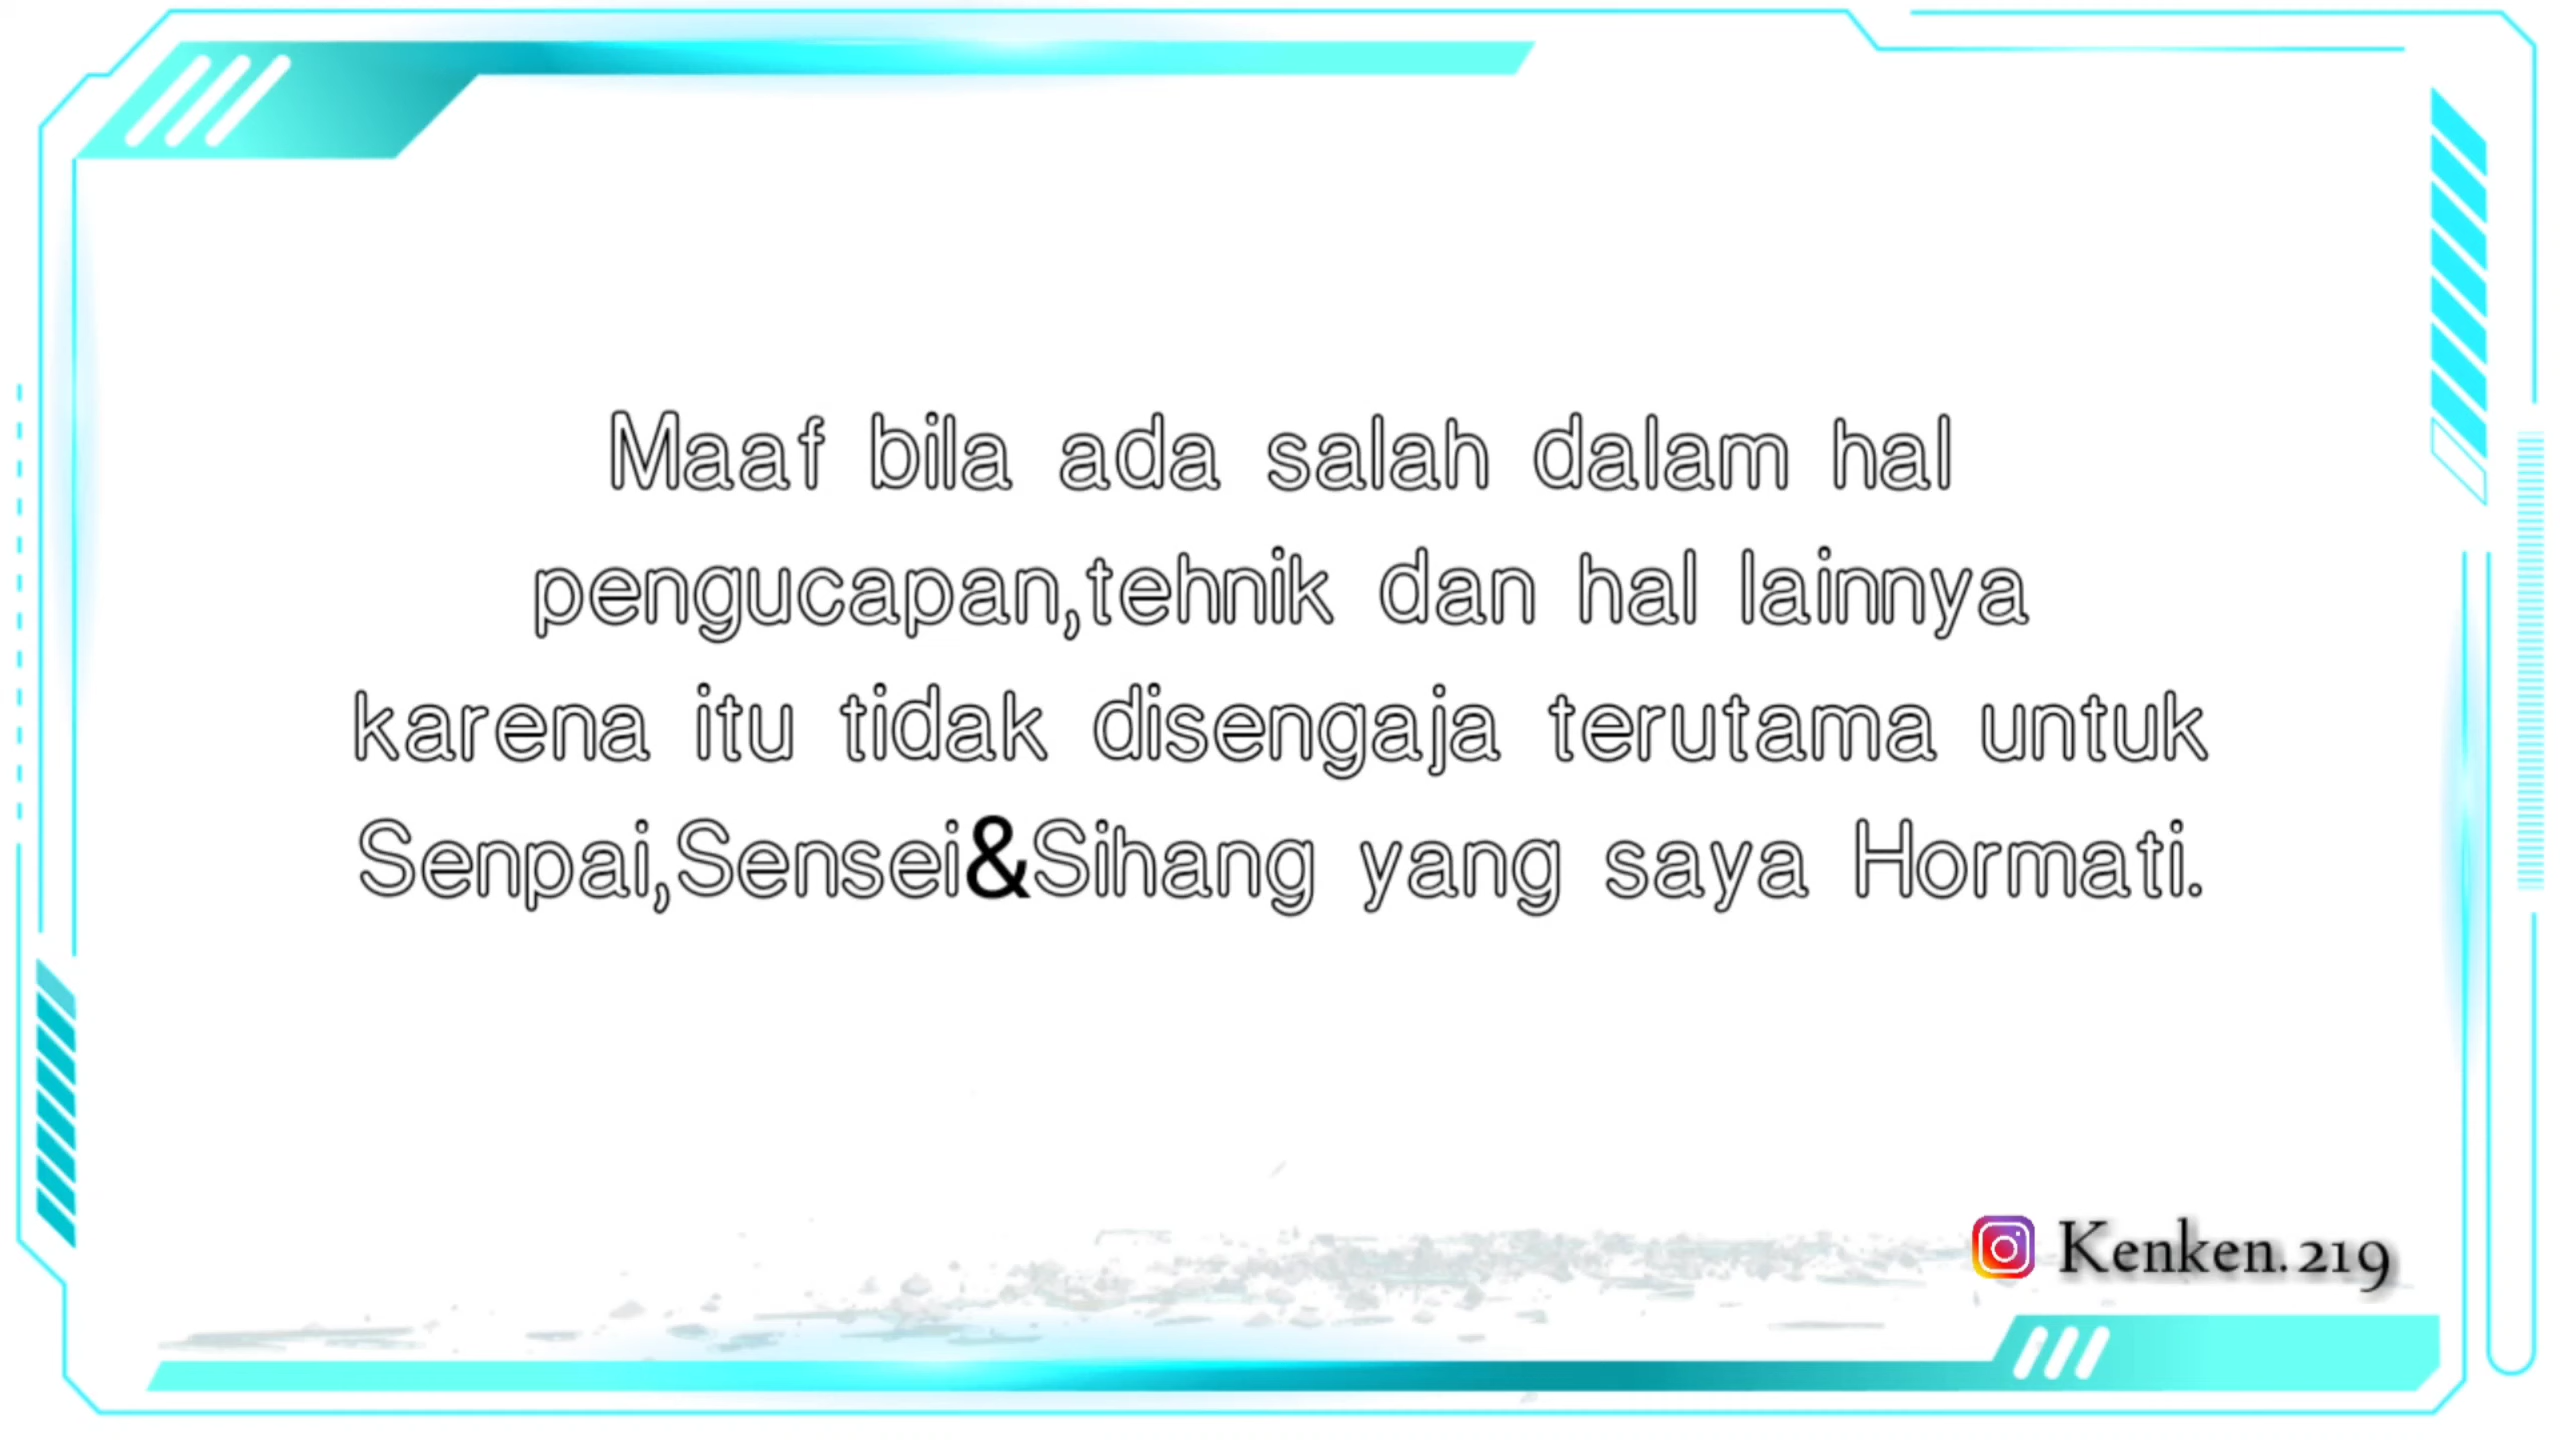 Maaf bila ada salah dalam hal
pengucapan,tehnik dan hal lainnya
karena itu tidak disengaja terutama untuk
Senpai,Sensei&Sihang yang saya Hormati.
Kenken.219